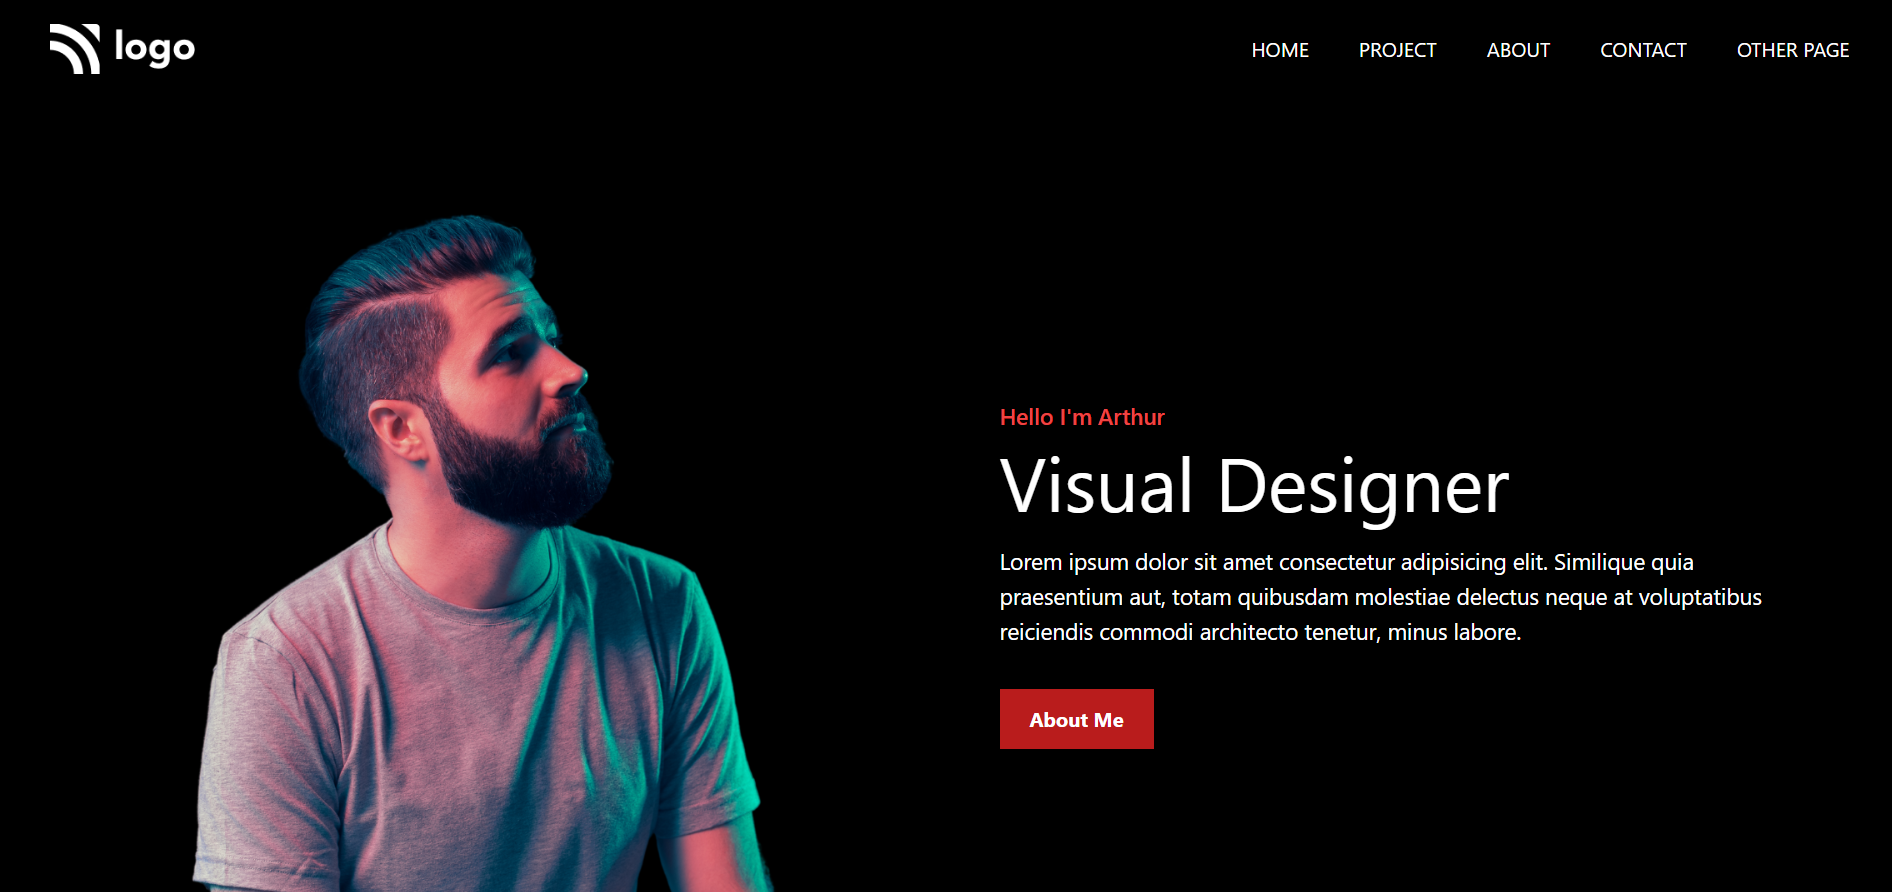 logo
HOME PROJECT ABOUT CONTACT OTHER PAGE
Hello I'm Arthur
Visual Designer
Lorem ipsum dolor sit amet consectetur adipisicing elit. Similique quia
praesentium aut, totam quibusdam molestiae delectus neque at voluptatibus
reiciendis commodi architecto tenetur, minus labore.
About Me